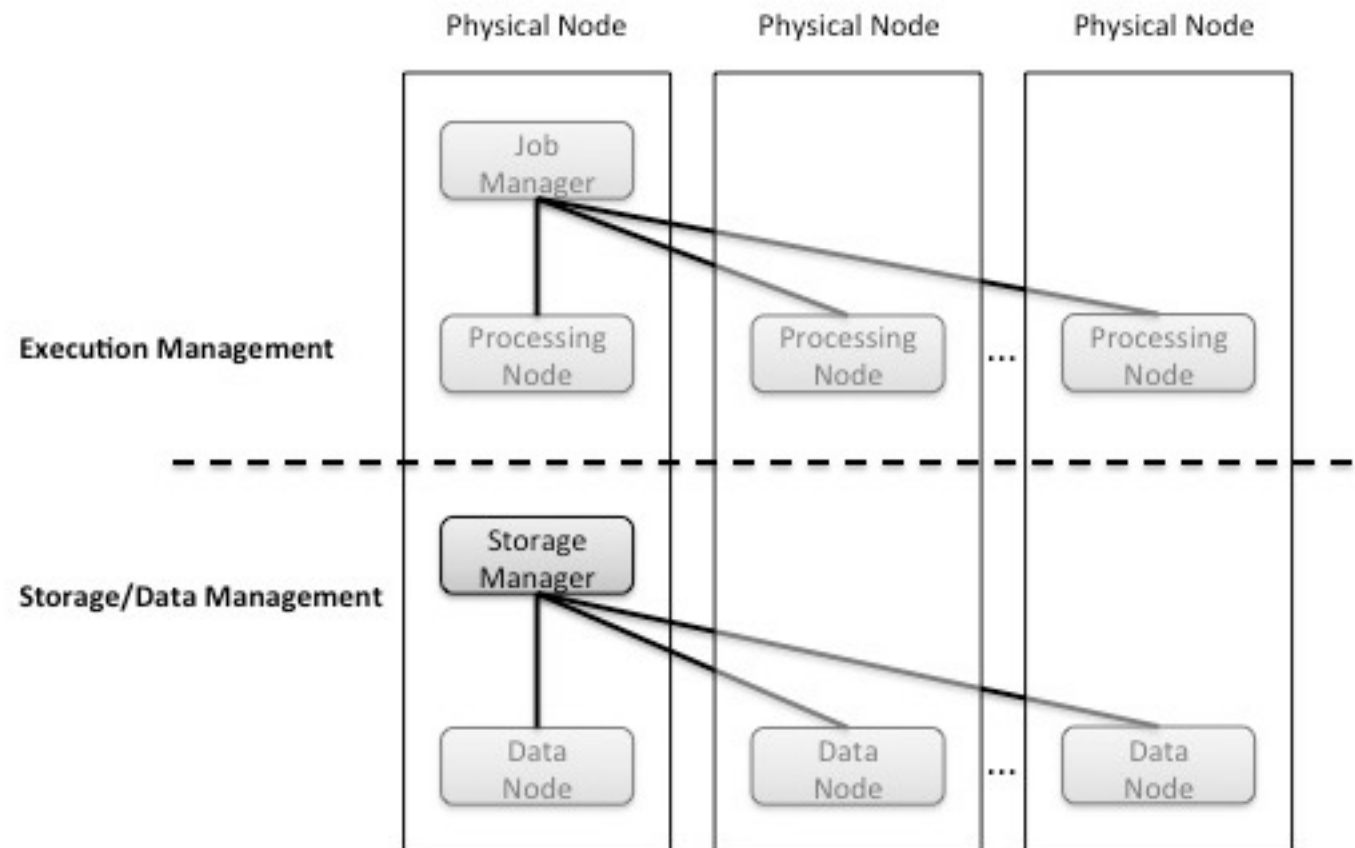 Physical Node
Physical Node
Physical Node
Job
Manager
Execution Management
Processing
Node
Processing
Node
...
Processing
Node
Storage
Manager
Storage/Data Management
Data
Node
Data
Node
...
Data
Node